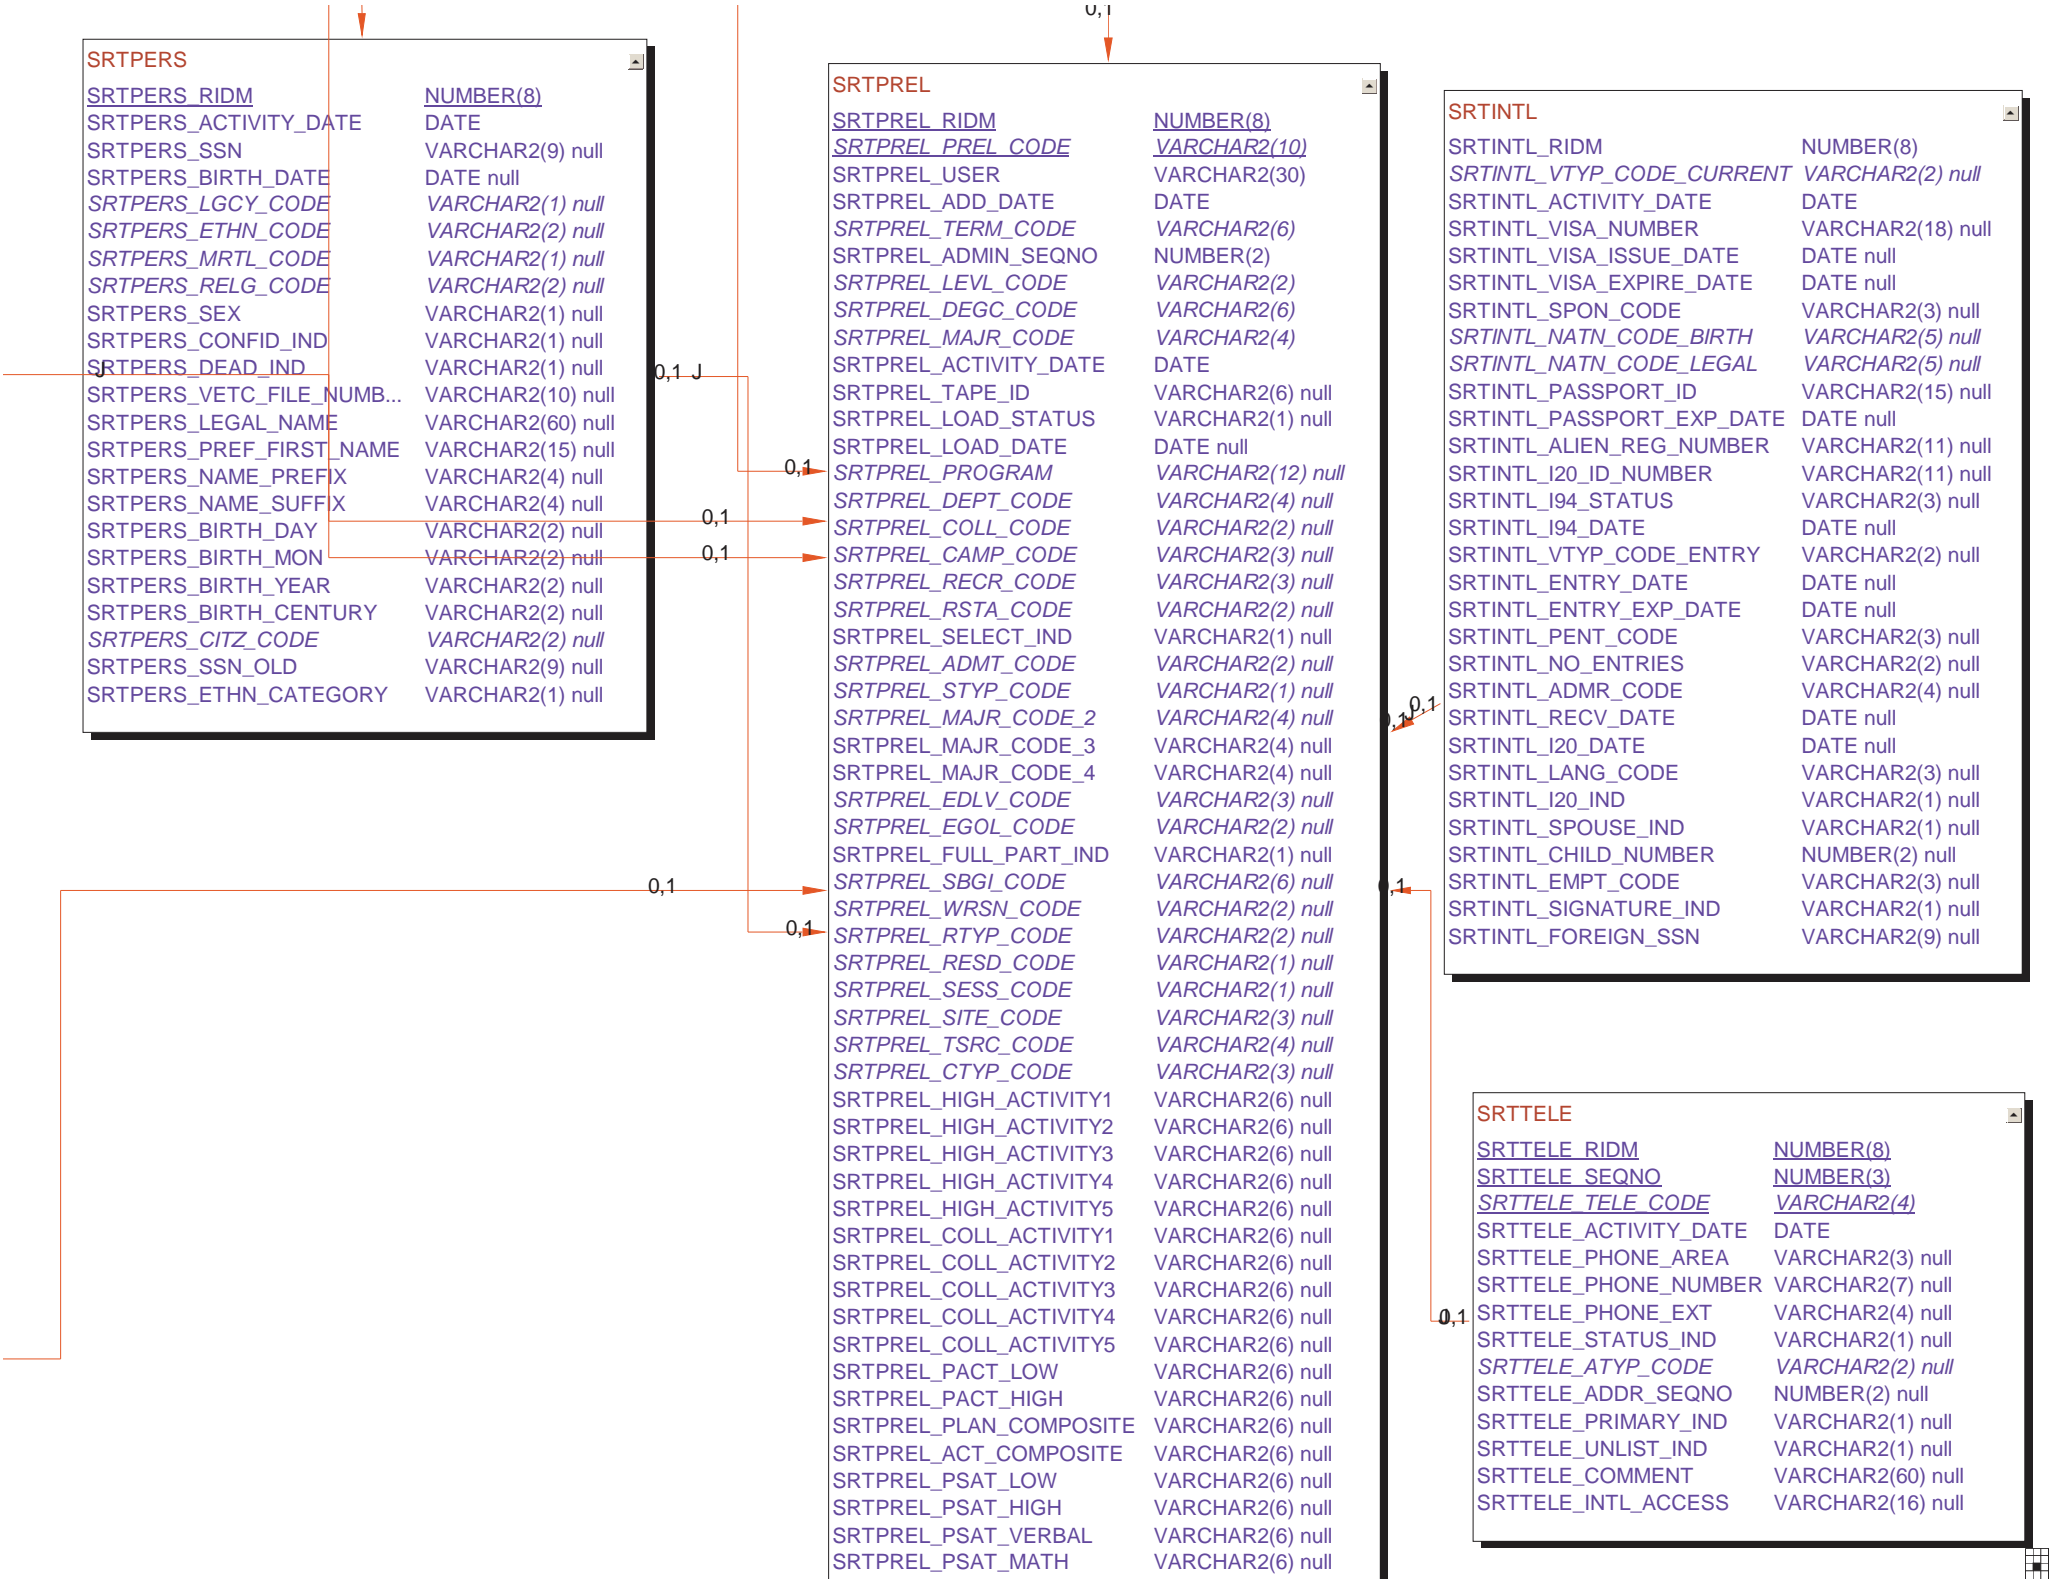 0,1
SRTPERS
SRTPERS_RIDM NUMBER(8)
SRTPERS_ACTIVITY_DATE DATE
SRTPERS_SSN VARCHAR2(9) null
SRTPERS_BIRTH_DATE DATE null
SRTPERS_LGCY_CODE VARCHAR2(1) null
SRTPERS_ETHN_CODE VARCHAR2(2) null
SRTPERS_MRTL_CODE VARCHAR2(1) null
SRTPERS_RELG_CODE VARCHAR2(2) null
SRTPERS_SEX VARCHAR2(1) null
SRTPERS_CONFID_IND VARCHAR2(1) null
SRTPERS_DEAD_IND VARCHAR2(1) null
SRTPERS_VETC_FILE_NUMB... VARCHAR2(10) null
SRTPERS_LEGAL_NAME VARCHAR2(60) null
SRTPERS_PREF_FIRST_NAME VARCHAR2(15) null
SRTPERS_NAME_PREFIX VARCHAR2(4) null
SRTPERS_NAME_SUFFIX VARCHAR2(4) null
SRTPERS_BIRTH_DAY VARCHAR2(2) null
SRTPERS_BIRTH_MON VARCHAR2(2) null
SRTPERS_BIRTH_YEAR VARCHAR2(2) null
SRTPERS_BIRTH_CENTURY VARCHAR2(2) null
SRTPERS_CITZ_CODE VARCHAR2(2) null
SRTPERS_SSN_OLD VARCHAR2(9) null
SRTPERS_ETHN_CATEGORY VARCHAR2(1) null
J
0,1 J
0,1
0,1
0,1
0,1
0,1
SRTPREL
SRTPREL_RIDM NUMBER(8)
SRTPREL_PREL_CODE VARCHAR2(10)
SRTPREL_USER VARCHAR2(30)
SRTPREL_ADD_DATE DATE
SRTPREL_TERM_CODE VARCHAR2(6)
SRTPREL_ADMIN_SEQNO NUMBER(2)
SRTPREL_LEVL_CODE VARCHAR2(2)
SRTPREL_DEGC_CODE VARCHAR2(6)
SRTPREL_MAJR_CODE VARCHAR2(4)
SRTPREL_ACTIVITY_DATE DATE
SRTPREL_TAPE_ID VARCHAR2(6) null
SRTPREL_LOAD_STATUS VARCHAR2(1) null
SRTPREL_LOAD_DATE DATE null
SRTPREL_PROGRAM VARCHAR2(12) null
SRTPREL_DEPT_CODE VARCHAR2(4) null
SRTPREL_COLL_CODE VARCHAR2(2) null
SRTPREL_CAMP_CODE VARCHAR2(3) null
SRTPREL_RECR_CODE VARCHAR2(3) null
SRTPREL_RSTA_CODE VARCHAR2(2) null
SRTPREL_SELECT_IND VARCHAR2(1) null
SRTPREL_ADMT_CODE VARCHAR2(2) null
SRTPREL_STYP_CODE VARCHAR2(1) null
SRTPREL_MAJR_CODE_2 VARCHAR2(4) null
SRTPREL_MAJR_CODE_3 VARCHAR2(4) null
SRTPREL_MAJR_CODE_4 VARCHAR2(4) null
SRTPREL_EDLV_CODE VARCHAR2(3) null
SRTPREL_EGOL_CODE VARCHAR2(2) null
SRTPREL_FULL_PART_IND VARCHAR2(1) null
SRTPREL_SBGI_CODE VARCHAR2(6) null
SRTPREL_WRSN_CODE VARCHAR2(2) null
SRTPREL_RTYP_CODE VARCHAR2(2) null
SRTPREL_RESD_CODE VARCHAR2(1) null
SRTPREL_SESS_CODE VARCHAR2(1) null
SRTPREL_SITE_CODE VARCHAR2(3) null
SRTPREL_TSRC_CODE VARCHAR2(4) null
SRTPREL_CTYP_CODE VARCHAR2(3) null
SRTPREL_HIGH_ACTIVITY1 VARCHAR2(6) null
SRTPREL_HIGH_ACTIVITY2 VARCHAR2(6) null
SRTPREL_HIGH_ACTIVITY3 VARCHAR2(6) null
SRTPREL_HIGH_ACTIVITY4 VARCHAR2(6) null
SRTPREL_HIGH_ACTIVITY5 VARCHAR2(6) null
SRTPREL_COLL_ACTIVITY1 VARCHAR2(6) null
SRTPREL_COLL_ACTIVITY2 VARCHAR2(6) null
SRTPREL_COLL_ACTIVITY3 VARCHAR2(6) null
SRTPREL_COLL_ACTIVITY4 VARCHAR2(6) null
SRTPREL_COLL_ACTIVITY5 VARCHAR2(6) null
SRTPREL_PACT_LOW VARCHAR2(6) null
SRTPREL_PACT_HIGH VARCHAR2(6) null
SRTPREL_PLAN_COMPOSITE VARCHAR2(6) null
SRTPREL_ACT_COMPOSITE VARCHAR2(6) null
SRTPREL_PSAT_LOW VARCHAR2(6) null
SRTPREL_PSAT_HIGH VARCHAR2(6) null
SRTPREL_PSAT_VERBAL VARCHAR2(6) null
SRTPREL_PSAT_MATH VARCHAR2(6) null
0,1
0,1
0,1
SRTINTL
SRTINTL_RIDM NUMBER(8)
SRTINTL_VTYP_CODE_CURRENT VARCHAR2(2) null
SRTINTL_ACTIVITY_DATE DATE
SRTINTL_VISA_NUMBER VARCHAR2(18) null
SRTINTL_VISA_ISSUE_DATE DATE null
SRTINTL_VISA_EXPIRE_DATE DATE null
SRTINTL_SPON_CODE VARCHAR2(3) null
SRTINTL_NATN_CODE_BIRTH VARCHAR2(5) null
SRTINTL_NATN_CODE_LEGAL VARCHAR2(5) null
SRTINTL_PASSPORT_ID VARCHAR2(15) null
SRTINTL_PASSPORT_EXP_DATE DATE null
SRTINTL_ALIEN_REG_NUMBER VARCHAR2(11) null
SRTINTL_I20_ID_NUMBER VARCHAR2(11) null
SRTINTL_I94_STATUS VARCHAR2(3) null
SRTINTL_I94_DATE DATE null
SRTINTL_VTYP_CODE_ENTRY VARCHAR2(2) null
SRTINTL_ENTRY_DATE DATE null
SRTINTL_ENTRY_EXP_DATE DATE null
SRTINTL_PENT_CODE VARCHAR2(3) null
SRTINTL_NO_ENTRIES VARCHAR2(2) null
SRTINTL_ADMR_CODE VARCHAR2(4) null
SRTINTL_RECV_DATE DATE null
SRTINTL_I20_DATE DATE null
SRTINTL_LANG_CODE VARCHAR2(3) null
SRTINTL_I20_IND VARCHAR2(1) null
SRTINTL_SPOUSE_IND VARCHAR2(1) null
SRTINTL_CHILD_NUMBER NUMBER(2) null
SRTINTL_EMPT_CODE VARCHAR2(3) null
SRTINTL_SIGNATURE_IND VARCHAR2(1) null
SRTINTL_FOREIGN_SSN VARCHAR2(9) null
0,1
SRTTELE
SRTTELE_RIDM NUMBER(8)
SRTTELE_SEQNO NUMBER(3)
SRTTELE_TELE_CODE VARCHAR2(4)
SRTTELE_ACTIVITY_DATE DATE
SRTTELE_PHONE_AREA VARCHAR2(3) null
SRTTELE_PHONE_NUMBER VARCHAR2(7) null
SRTTELE_PHONE_EXT VARCHAR2(4) null
SRTTELE_STATUS_IND VARCHAR2(1) null
SRTTELE_ATYP_CODE VARCHAR2(2) null
SRTTELE_ADDR_SEQNO NUMBER(2) null
SRTTELE_PRIMARY_IND VARCHAR2(1) null
SRTTELE_UNLIST_IND VARCHAR2(1) null
SRTTELE_COMMENT VARCHAR2(60) null
SRTTELE_INTL_ACCESS VARCHAR2(16) null